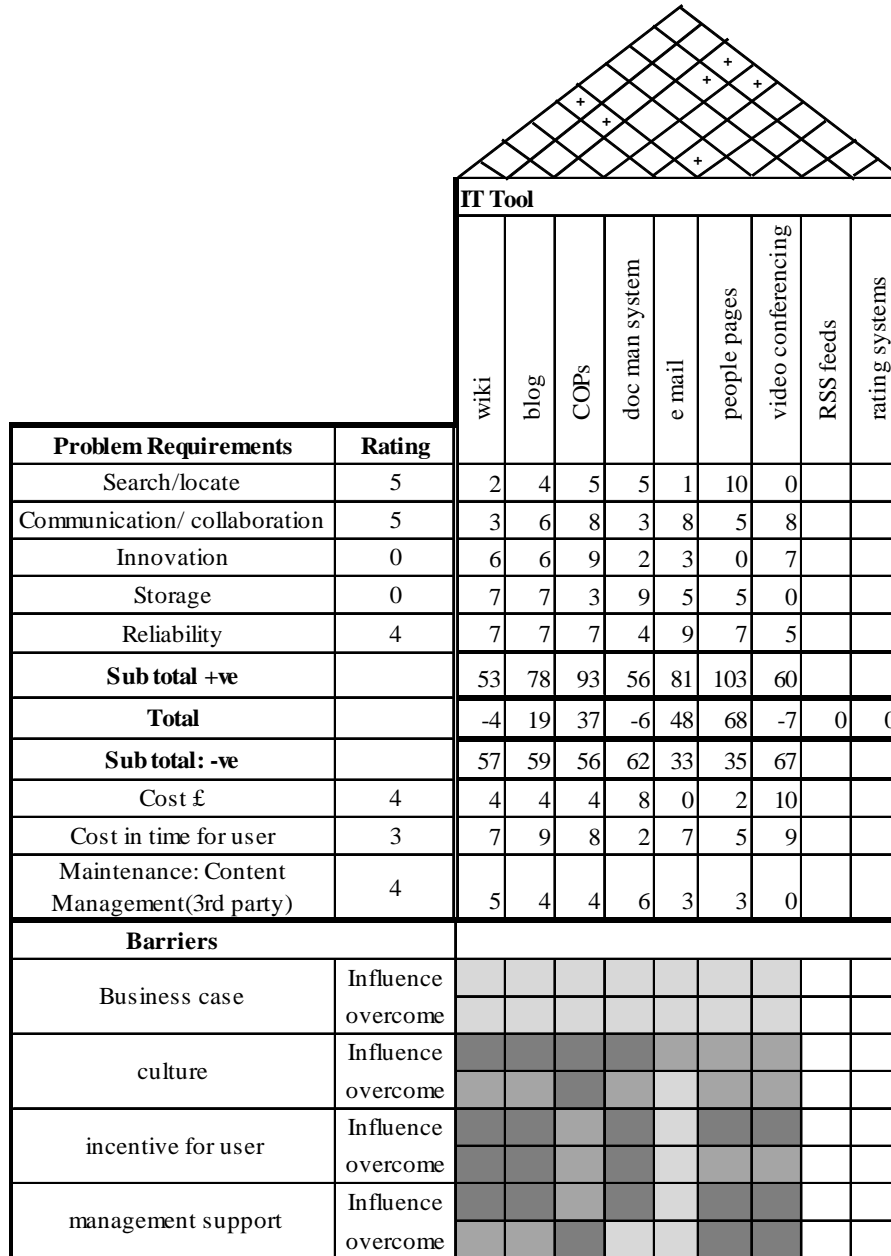 +
+ +
+
+
+
IT Tool
wiki blog COPs doc man system e mail people pages video conferencing RSS feeds rating systems
Problem Requirements Rating
Search/locate 5 2 4 5 5 1 10 0
Communication/ collaboration 5 3 6 8 3 8 5 8
Innovation 0 6 6 9 2 3 0 7
Storage 0 7 7 3 9 5 5 0
Reliability 4 7 7 7 4 9 7 5
Sub total +ve 53 78 93 56 81 103 60
Total -4 19 37 -6 48 68 -7 0 0
Sub total: -ve 57 59 56 62 33 35 67
Cost £ 4 4 4 4 8 0 2 10
Cost in time for user 3 7 9 8 2 7 5 9
Maintenance: Content
Management(3rd party) 4 5 4 4 6 3 3 0
Barriers
Business case Influence
overcome
culture Influence
overcome
incentive for user Influence
overcome
management support Influence
overcome